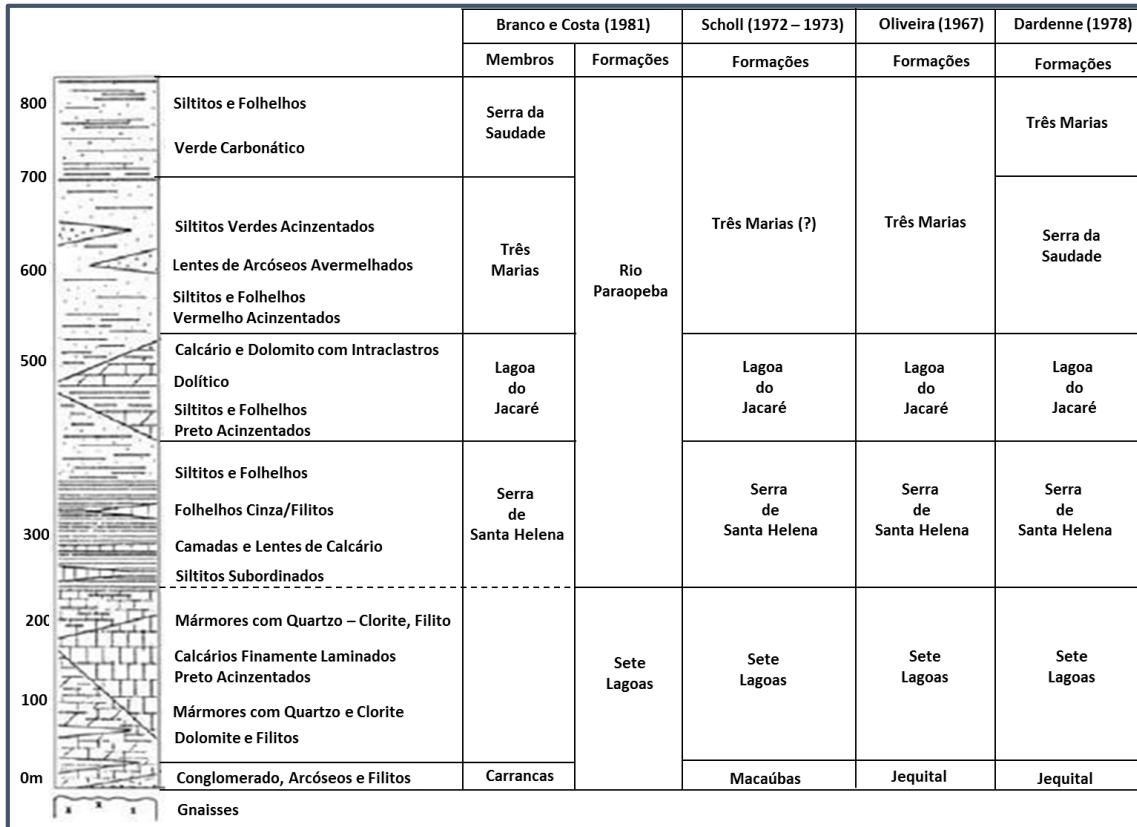 Branco e Costa (1981)
Scholl (1972 – 1973)
Oliveira (1967)
Dardenne (1978)
Membros
Formações
Formações
Formações
Formações
800
Siltitos e Folhelhos
Verde Carbonático
Serra da
Saudade
Três Marias
700
Siltitos Verdes Acinzentados
600
Lentes de Arcóseos Avermelhados
Siltitos e Folhelhos
Vermelho Acinzentados
Três
Marias
Rio
Paraopeba
Três Marias (?)
Três Marias
Serra da
Saudade
500
Calcário e Dolomito com Intraclastros
Dolítico
Siltitos e Folhelhos
Preto Acinzentados
Lagoa
do
Jacaré
Lagoa
do
Jacaré
Lagoa
do
Jacaré
Lagoa
do
Jacaré
Siltitos e Folhelhos
Folhelhos Cinza/Filitos
300
Camadas e Lentes de Calcário
Siltitos Subordinados
Serra
de
Santa Helena
Serra
de
Santa Helena
Serra
de
Santa Helena
Serra
de
Santa Helena
200
Mármores com Quartzo – Clorite, Filito
Calcários Finamente Laminados
Preto Acinzentados
100
Mármores com Quartzo e Clorite
Dolomite e Filitos
Sete
Lagoas
Sete
Lagoas
Sete
Lagoas
Sete
Lagoas
0m
Conglomerado, Arcóseos e Filitos
Carrancas
Macaúbas
Jequital
Jequital
x x x
Gnaisses